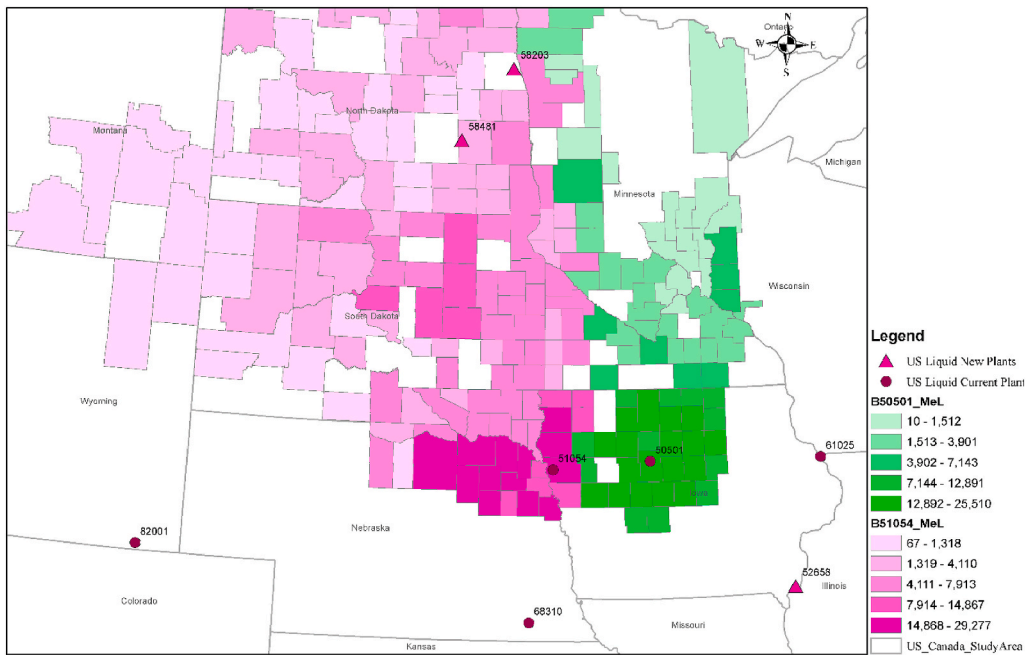 Ontario
N
W E
S
58203
North Dakota
Montana
58481
Michigan
Minnesota
Wisconsin
South Dakota
Wyoming
51054
50501
61025
Iowa
Nebraska
82001
52658
Illinois
Colorado
68310
Missouri
Kansas
Legend
US Liquid New Plants
US Liquid Current Plant
B50501_MeL
10 - 1,512
1,513 - 3,901
3,902 - 7,143
7,144 - 12,891
12,892 - 25,510
B51054_MeL
67 - 1,318
1,319 - 4,110
4,111 - 7,913
7,914 - 14,867
14,868 - 29,277
US_Canada_StudyArea